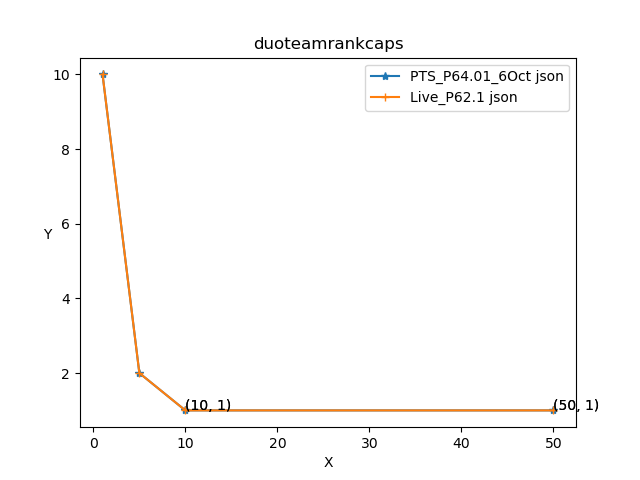 duoteamrankcaps
PTS_P64.01_6Oct json
Live_P62.1 json
10
8
6
4
2
Y
(10, 1)
(50, 1)
0
10
20
30
40
50
X